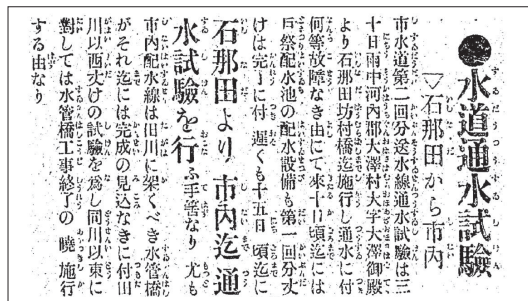 ●水道通水試驗
▽石那田から市內
市水道第二回分送水線通水試驗は三
十日雨中河內郡大澤村大字大澤御殿
より石那田坊村橋迄施行し通水に付
何等故障なき由にて來十日頃迄には
戶祭配水池の配水設備も第一回分丈
けは完了に付 遲くも十五日頃迄に
石那田より市內迄通
水試驗を行ふ手筈なり 尤も
市內配水線は田川に架くべき水管橋
がそれ迄には完成の見込なきに付田
川以西丈けの試驗を爲し同川以東に
對しては水管橋工事終了の曉施行
する由なり